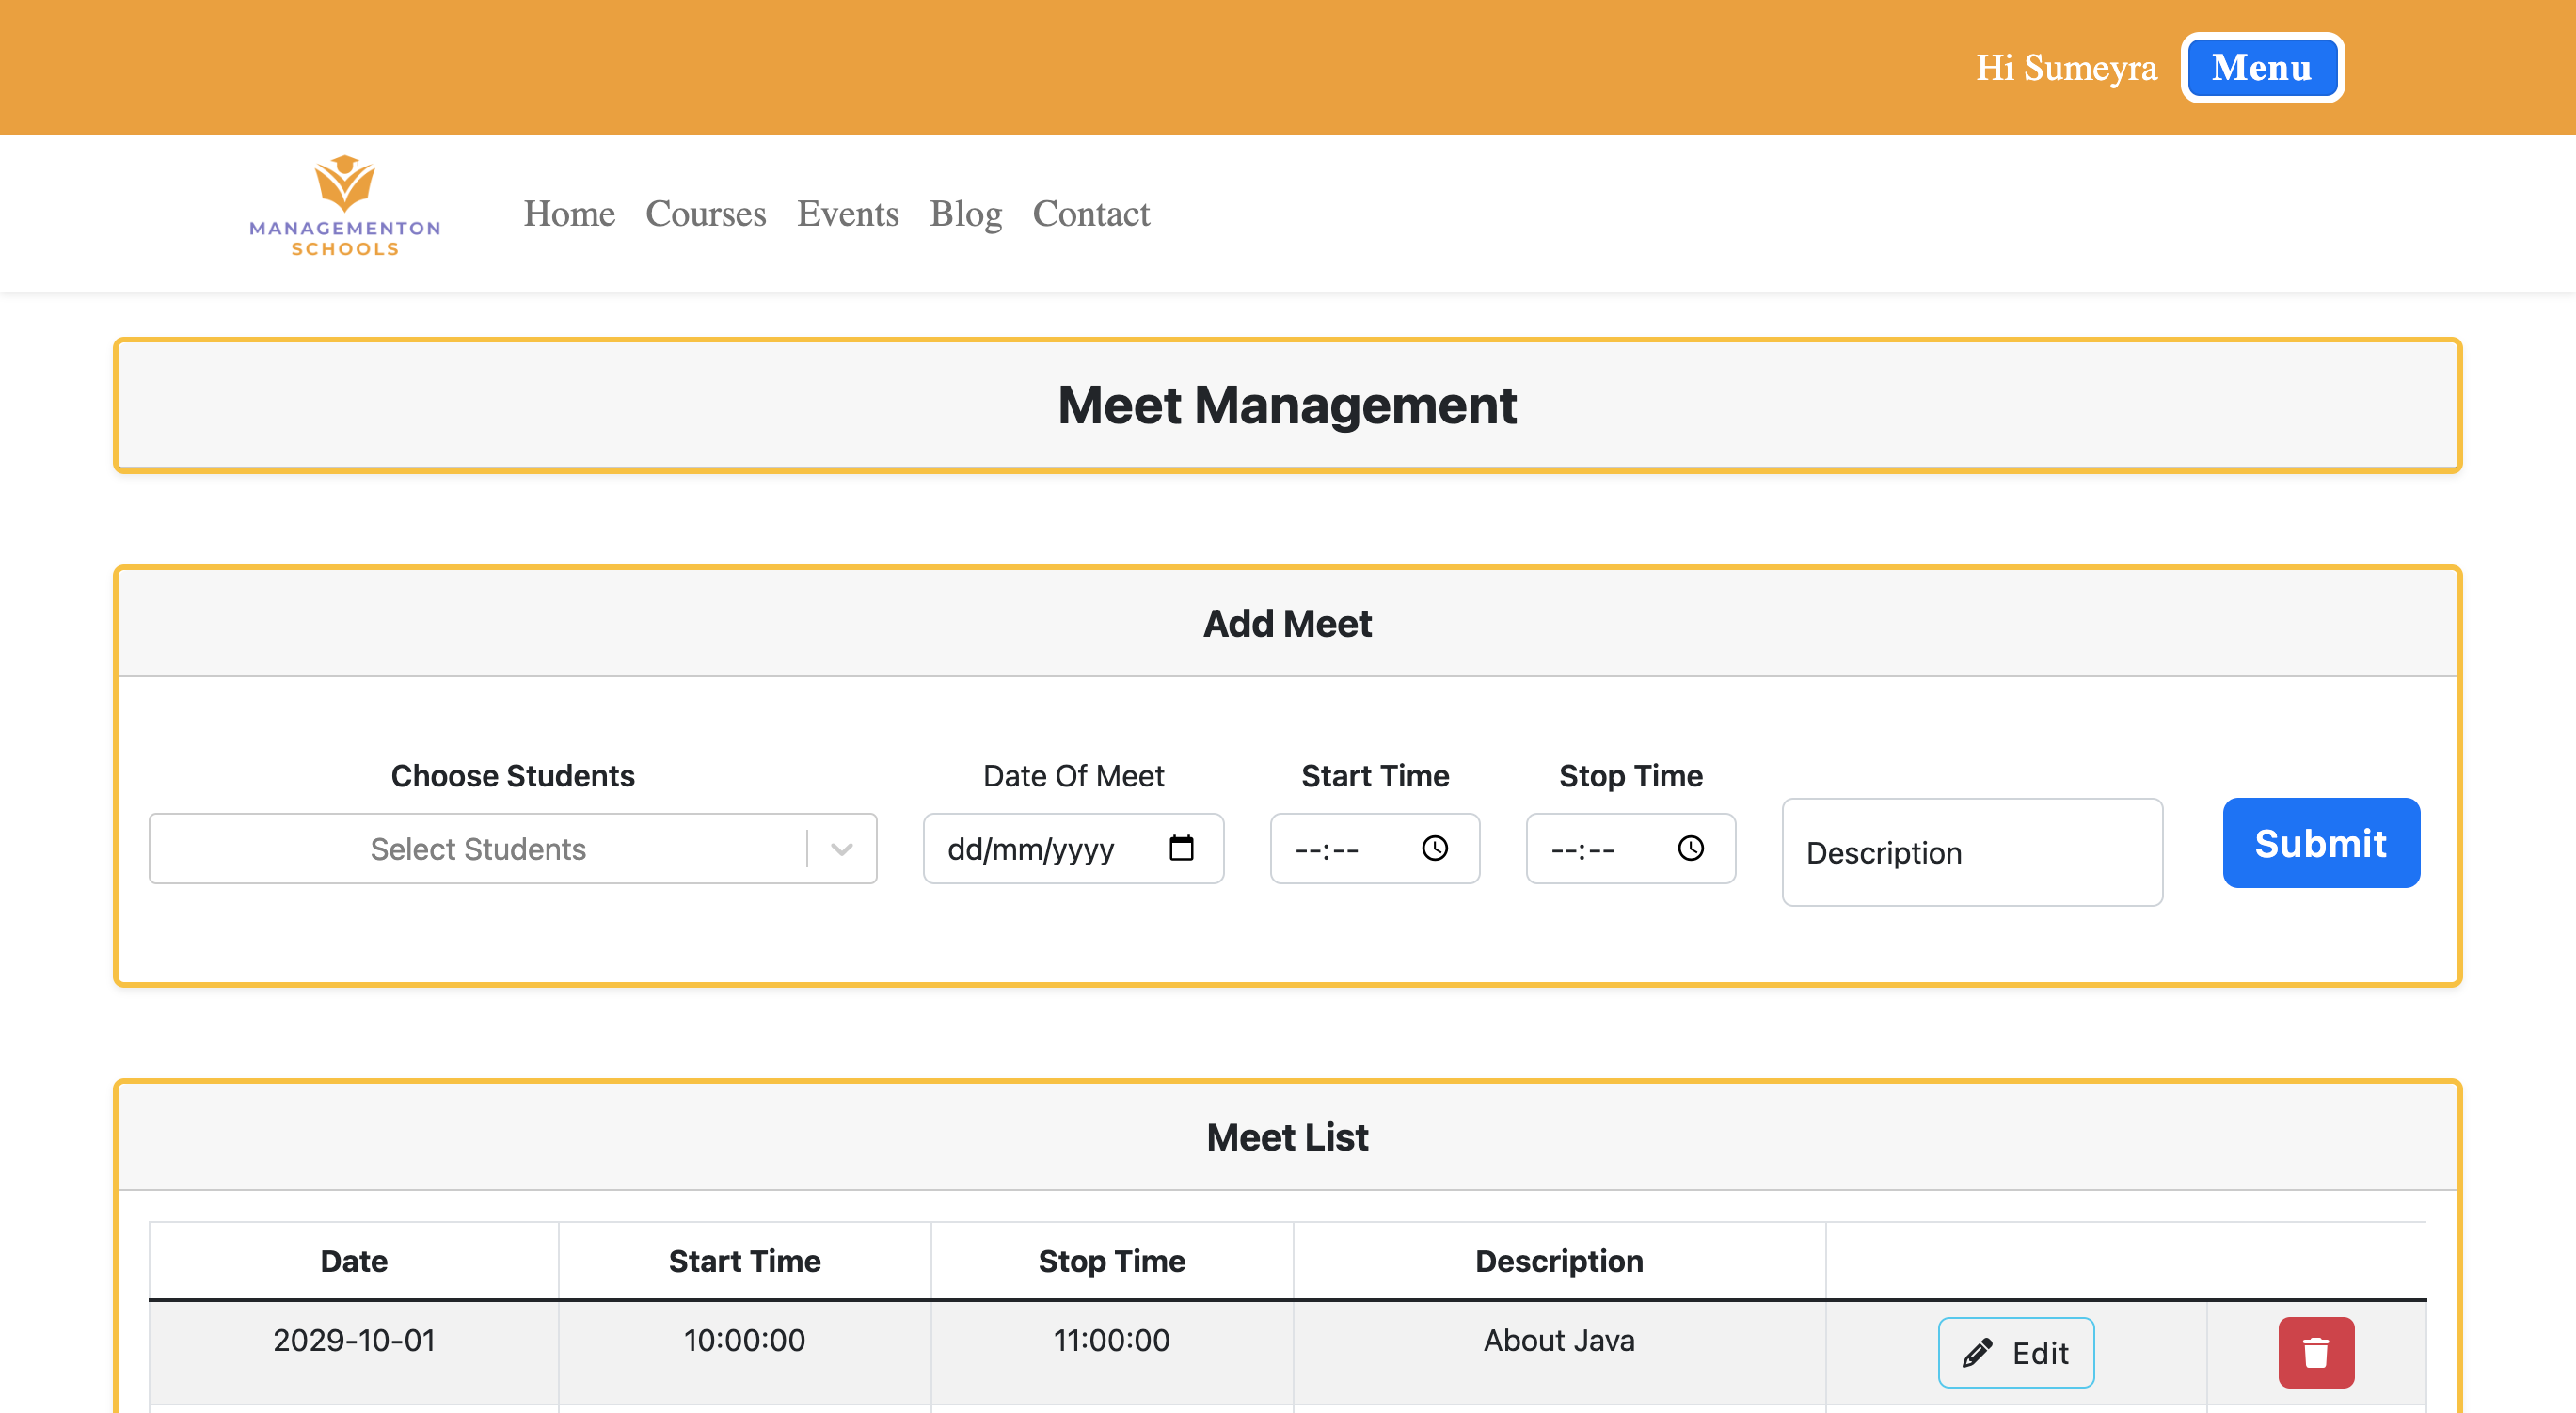 Hi Sumeyra Menu
MANAGEMENTON
SCHOOLS
Home Courses Events Blog Contact
Meet Management
Add Meet
Choose Students Date Of Meet Start Time Stop Time
Select Students dd/mm/yyyy --:-- --:-- Description Submit
Meet List
Date Start Time Stop Time Description
2029-10-01 10:00:00 11:00:00 About Java Edit